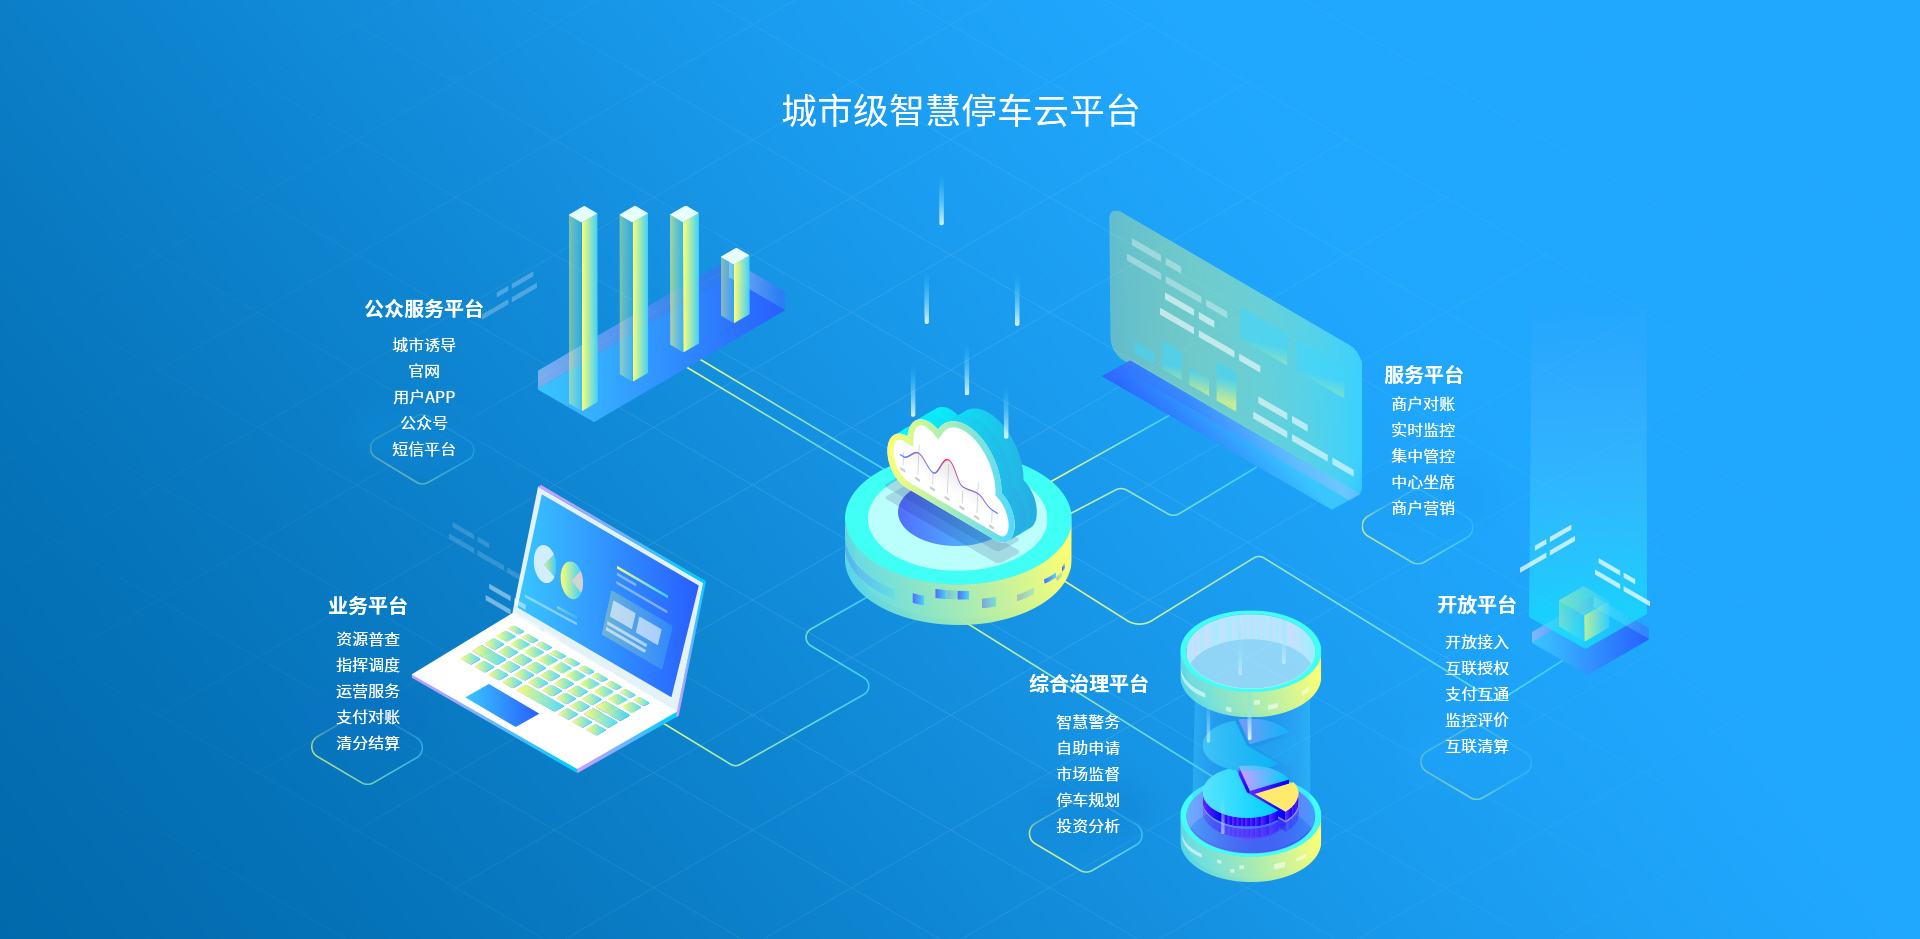 城市级智慧停车云平台
公众服务平台
城市诱导
官网
用户APP
公众号
短信平台
服务平台
商户对账
实时监控
集中管控
中心坐席
商户营销
业务平台
资源普查
指挥调度
运营服务
支付对账
清分结算
综合治理平台
智慧警务
自助申请
市场监督
停车规划
投资分析
开放平台
开放接入
互联授权
支付互通
监控评价
互联清算